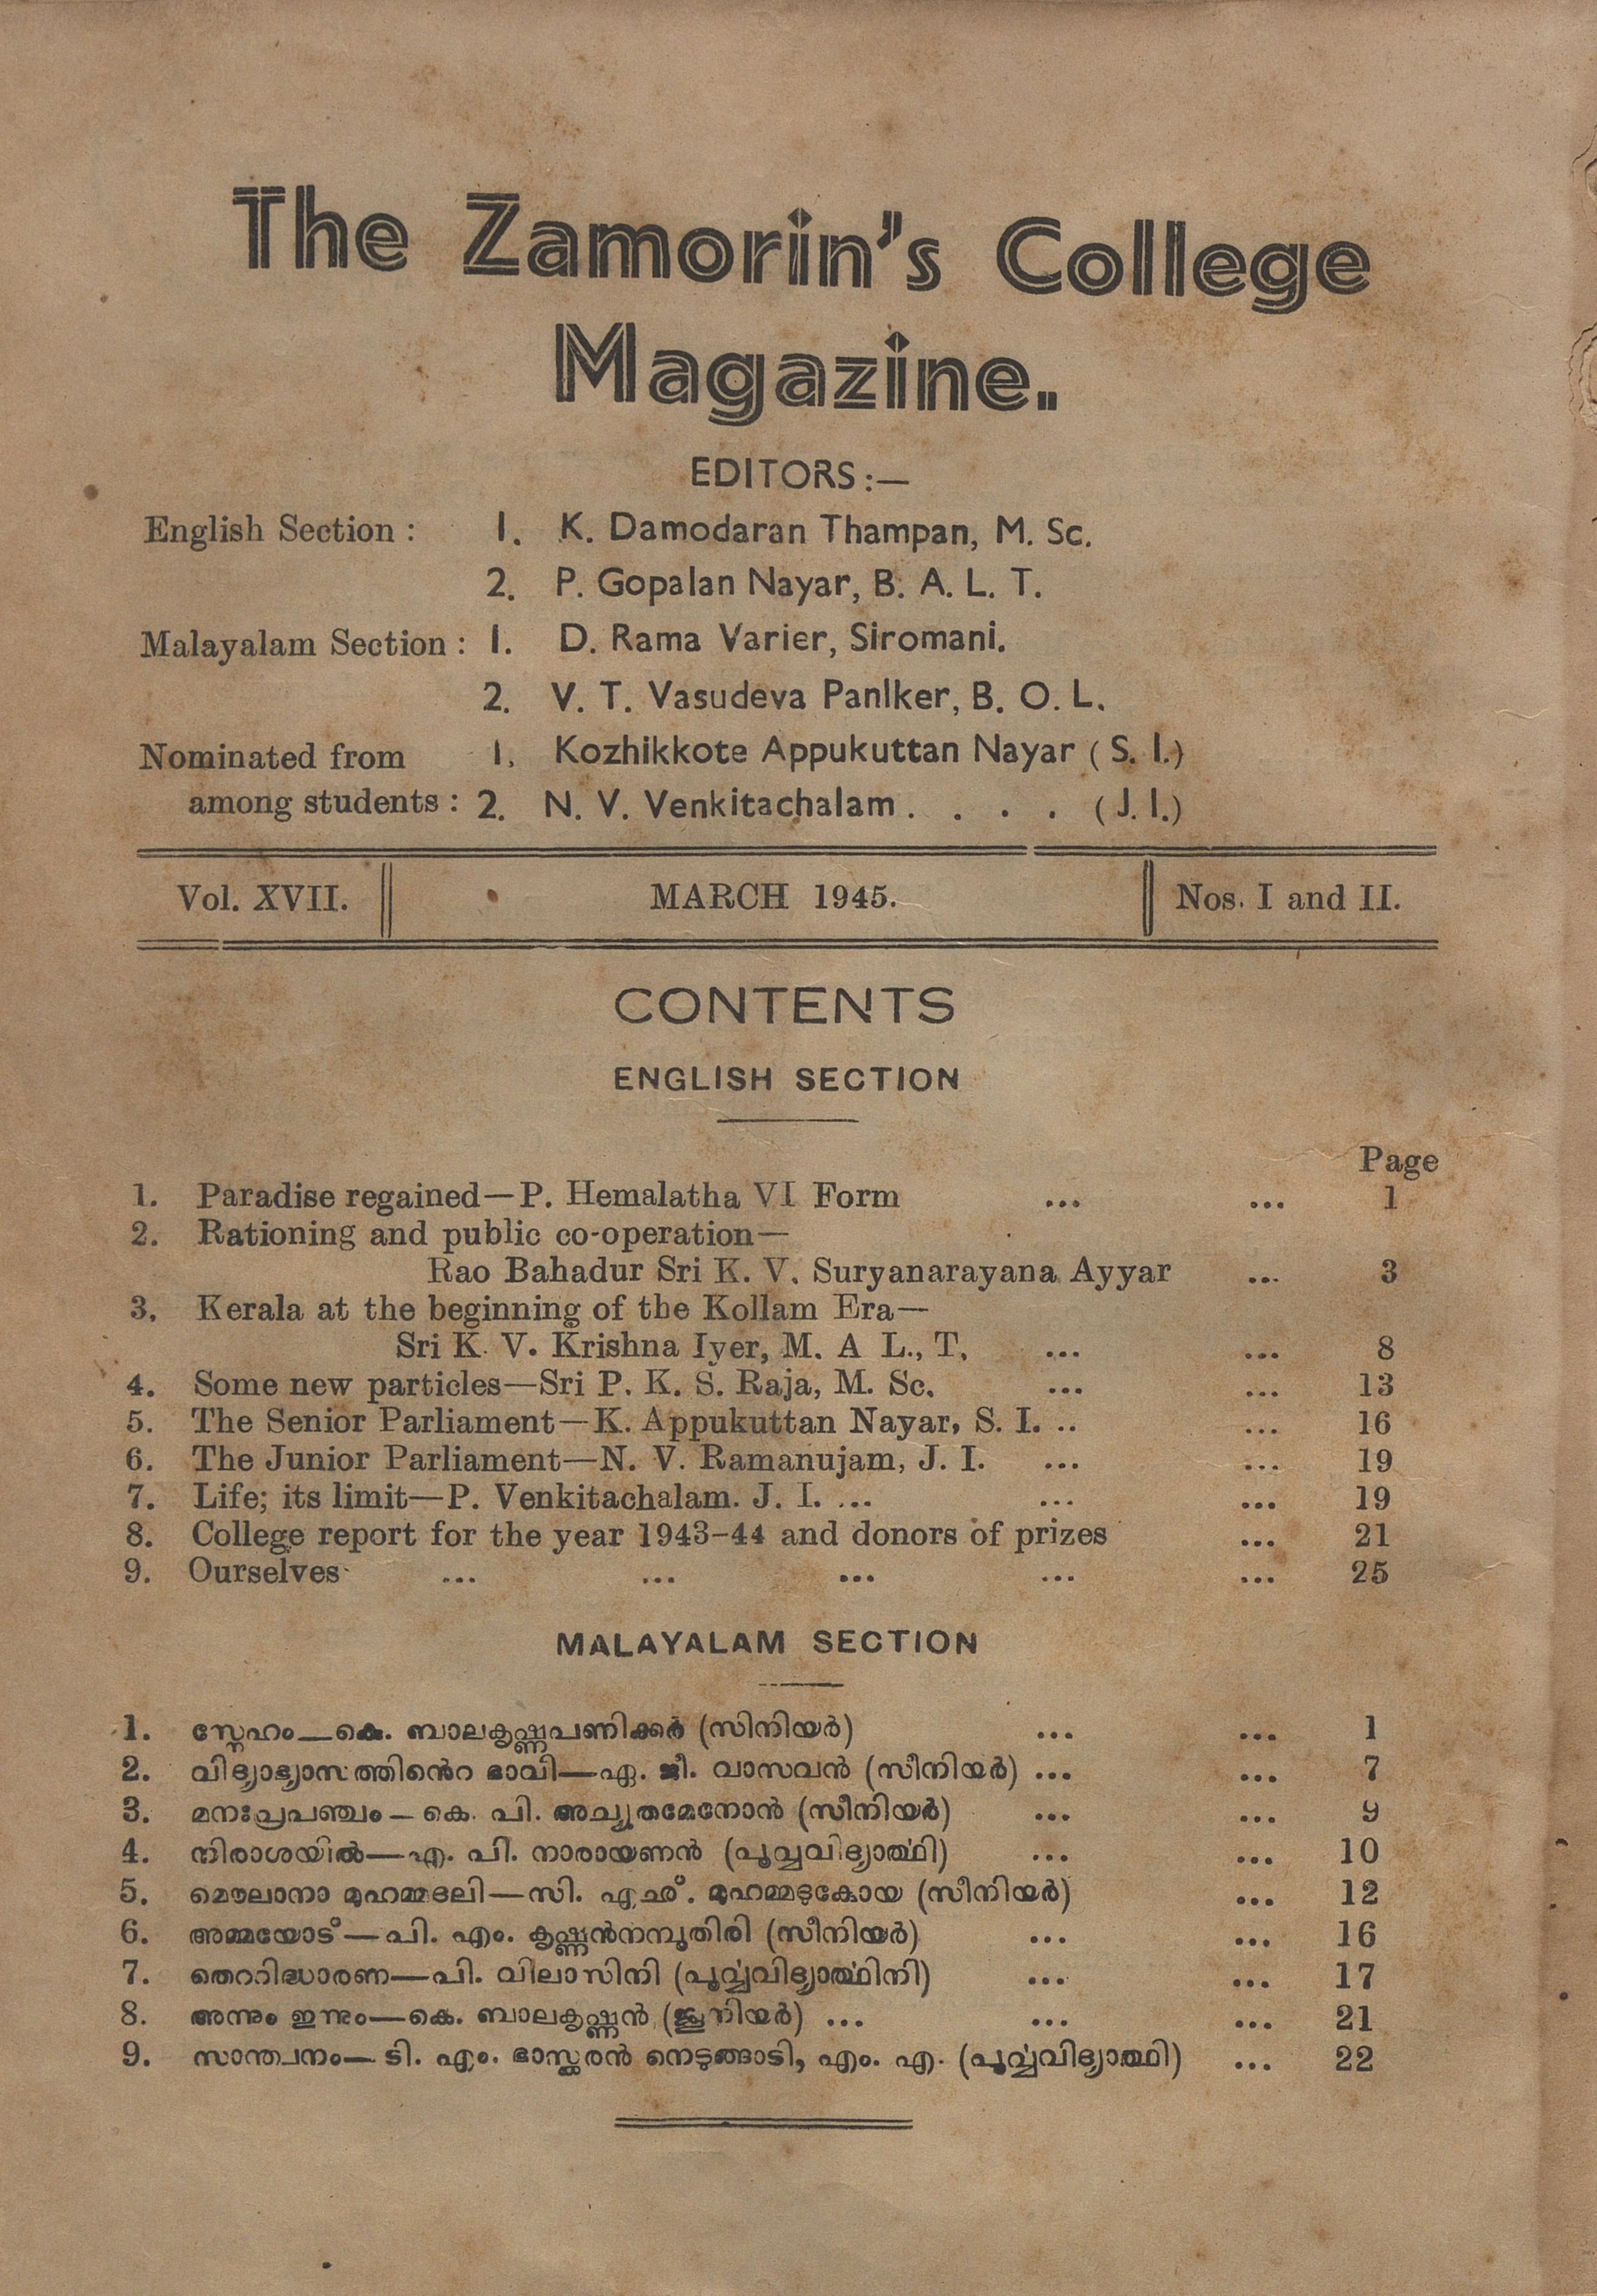 The Zamorin's College
Magazine.
EDITORS:—
English Section : 1. K. Damodaran Thampan, M. Sc.
2. P. Gopalan Nayar, B. A. L. T.
Malayalam Section : 1. D. Rama Varier, Siromani.
2. V. T. Vasudeva Panlker, B. O. L.
Nominated from 1. Kozhikkote Appukuttan Nayar ( S. I.)
among students : 2. N. V. Venkitachalam . . . . ( J. I.)
Vol. XVII. MARCH 1945. Nos. I and II.
CONTENTS
ENGLISH SECTION
Page
1. Paradise regained—P. Hemalatha VI Form ... ... 1
2. Rationing and public co-operation—
Rao Bahadur Sri K. V. Suryanarayana Ayyar ... 3
3. Kerala at the beginning of the Kollam Era—
Sri K. V. Krishna Iyer, M. A L., T. ... ... 8
4. Some new particles—Sri P. K. S. Raja, M. Sc. ... ... 13
5. The Senior Parliament—K. Appukuttan Nayar, S. I. .. ... 16
6. The Junior Parliament—N. V. Ramanujam, J. I. ... ... 19
7. Life; its limit—P. Venkitachalam. J. I. ... ... ... 19
8. College report for the year 1943-44 and donors of prizes ... 21
9. Ourselves ... ... ... ... ... 25
MALAYALAM SECTION
1. സ്നേഹം—കെ. ബാലകൃഷ്ണപണിക്കർ (സിനിയർ) ... ... 1
2. വിദ്യാഭ്യാസത്തിൻെറ ഭാവി—ഏ. ജീ. വാസവൻ (സീനിയർ) ... ... 7
3. മനഃപ്രപഞ്ചം—കെ. പി. അച്യുതമേനോൻ (സീനിയർ) ... ... 9
4. നിരാശയിൽ—എ. പി. നാരായണൻ (പൂവ്വവിദ്യാർത്ഥി) ... ... 10
5. മൌലാനാ മുഹമ്മദലി—സി. എഛ്. മുഹമ്മദുകോയ (സീനിയർ) ... 12
6. അമ്മയോട്—പി. എം. കൃഷ്ണൻനമ്പൂതിരി (സീനിയർ) ... ... 16
7. തെററിദ്ധാരണ—പി. വിലാസിനി (പൂർവ്വവിദ്യാർത്ഥിനി) ... ... 17
8. അന്നും ഇന്നും—കെ. ബാലകൃഷ്ണൻ (ജൂനിയർ) ... ... ... 21
9. സാന്ത്വനം—ടി. എം. ഭാസ്കരൻ നെടുങ്ങാടി, എം. എ. (പൂർവ്വവിദ്യാർത്ഥി) ... 22